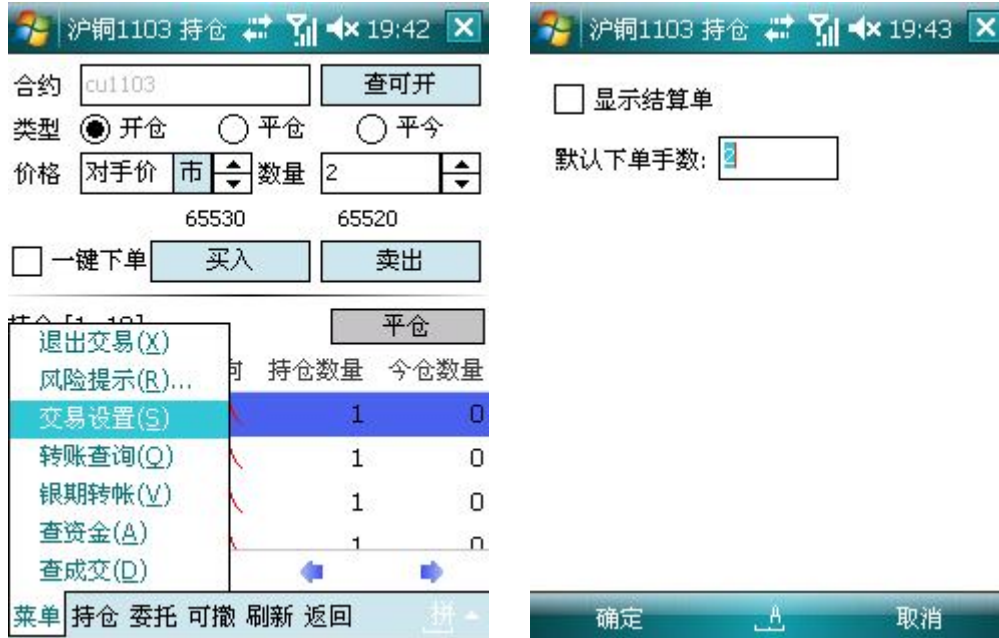 沪铜1103 持仓 19:42
合约 cu1103 查可开
类型 开仓 平仓 平今
价格 对手价 市 数量 2
65530 65520
一键下单 买入 卖出
平仓
退出交易(X)
持仓数量 今仓数量
风险提示(R)...
交易设置(S) 1 0
转账查询(Q) 1 0
银期转帐(V) 1 0
查资金(A) 1 0
查成交(D)
菜单 持仓 委托 可撤 刷新 返回 拼
沪铜1103 持仓 19:43
显示结算单
默认下单手数: 2
确定 A 取消